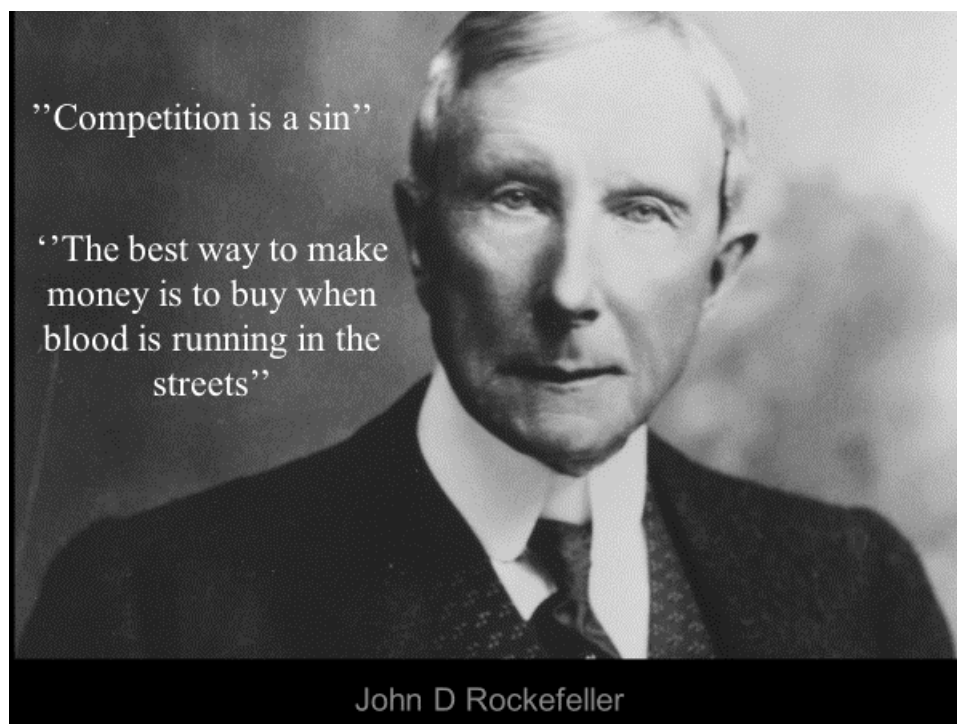 ’’Competition is a sin’’
‘’The best way to make
money is to buy when
blood is running in the
streets’’
John D Rockefeller